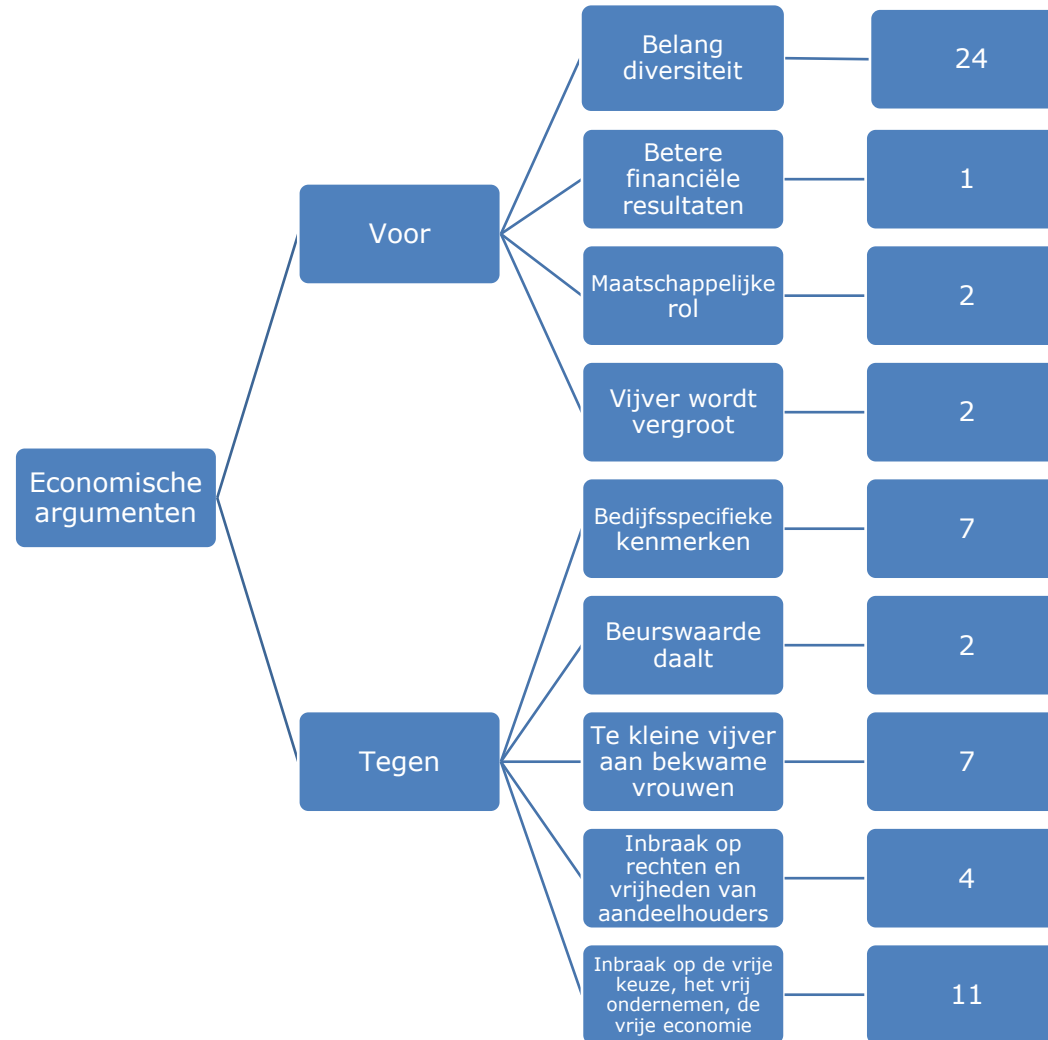 Belang
diversiteit
24
Betere
financiële
resultaten
1
Voor
Maatschappelijke
rol
2
Vijver wordt
vergroot
2
Economische
argumenten
Bedijfsspecifieke
kenmerken
7
Beurswaarde
daalt
2
Tegen
Te kleine vijver
aan bekwame
vrouwen
7
Inbraak op
rechten en
vrijheden van
aandeelhouders
4
Inbraak op de vrije
keuze, het vrij
ondernemen, de
vrije economie
11